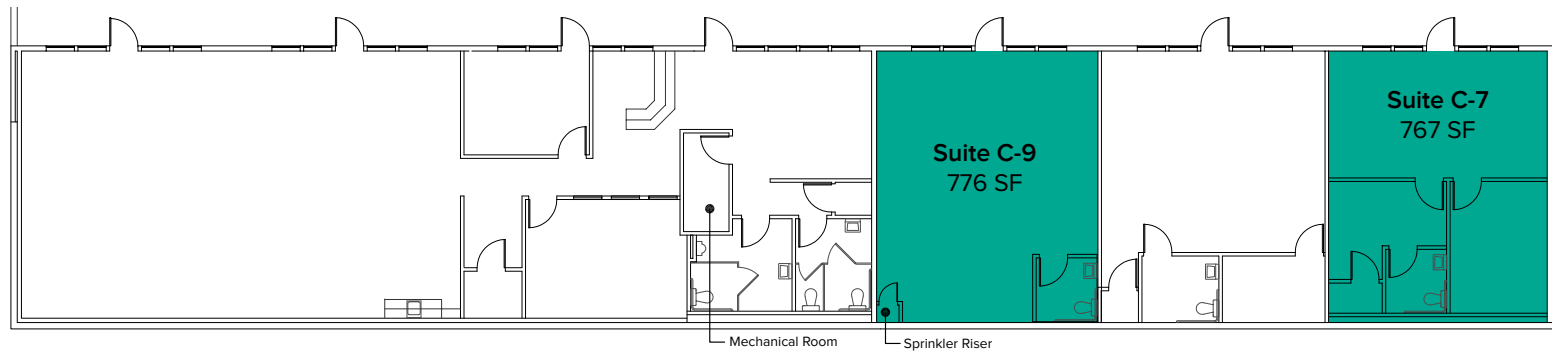 Suite C-9
776 SF
Suite C-7
767 SF
Mechanical Room
Sprinkler Riser